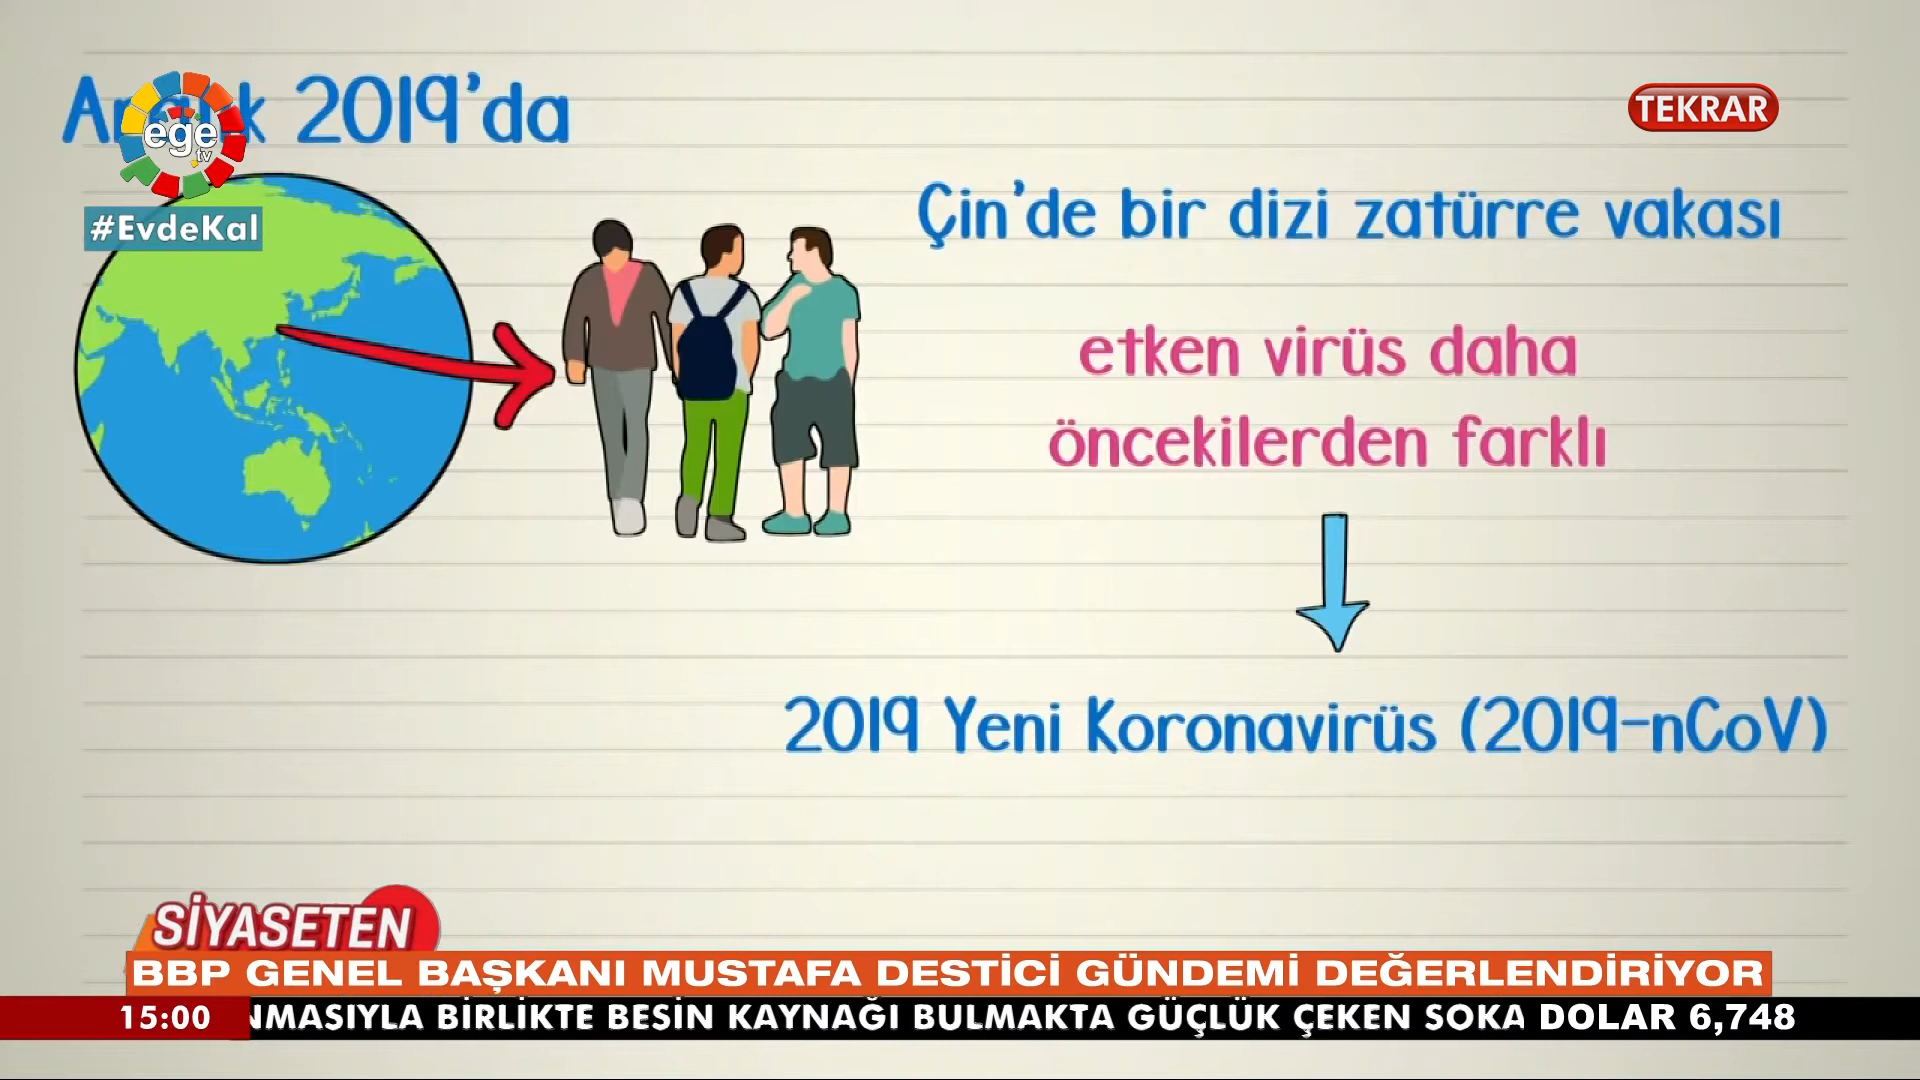 Aralık 2019'da
ege
tv
#EvdeKal
TEKRAR
Çin'de bir dizi zatürre vakası
etken virüs daha
öncekilerden farklı
2019 Yeni Koronavirüs (2019-nCoV)
SİYASETEN
BBP GENEL BAŞKANI MUSTAFA DESTİCİ GÜNDEMİ DEĞERLENDİRİYOR
15:00 NMASIYLA BİRLİKTE BESİN KAYNAĞI BULMAKTA GÜÇLÜK ÇEKEN SOKA DOLAR 6,748